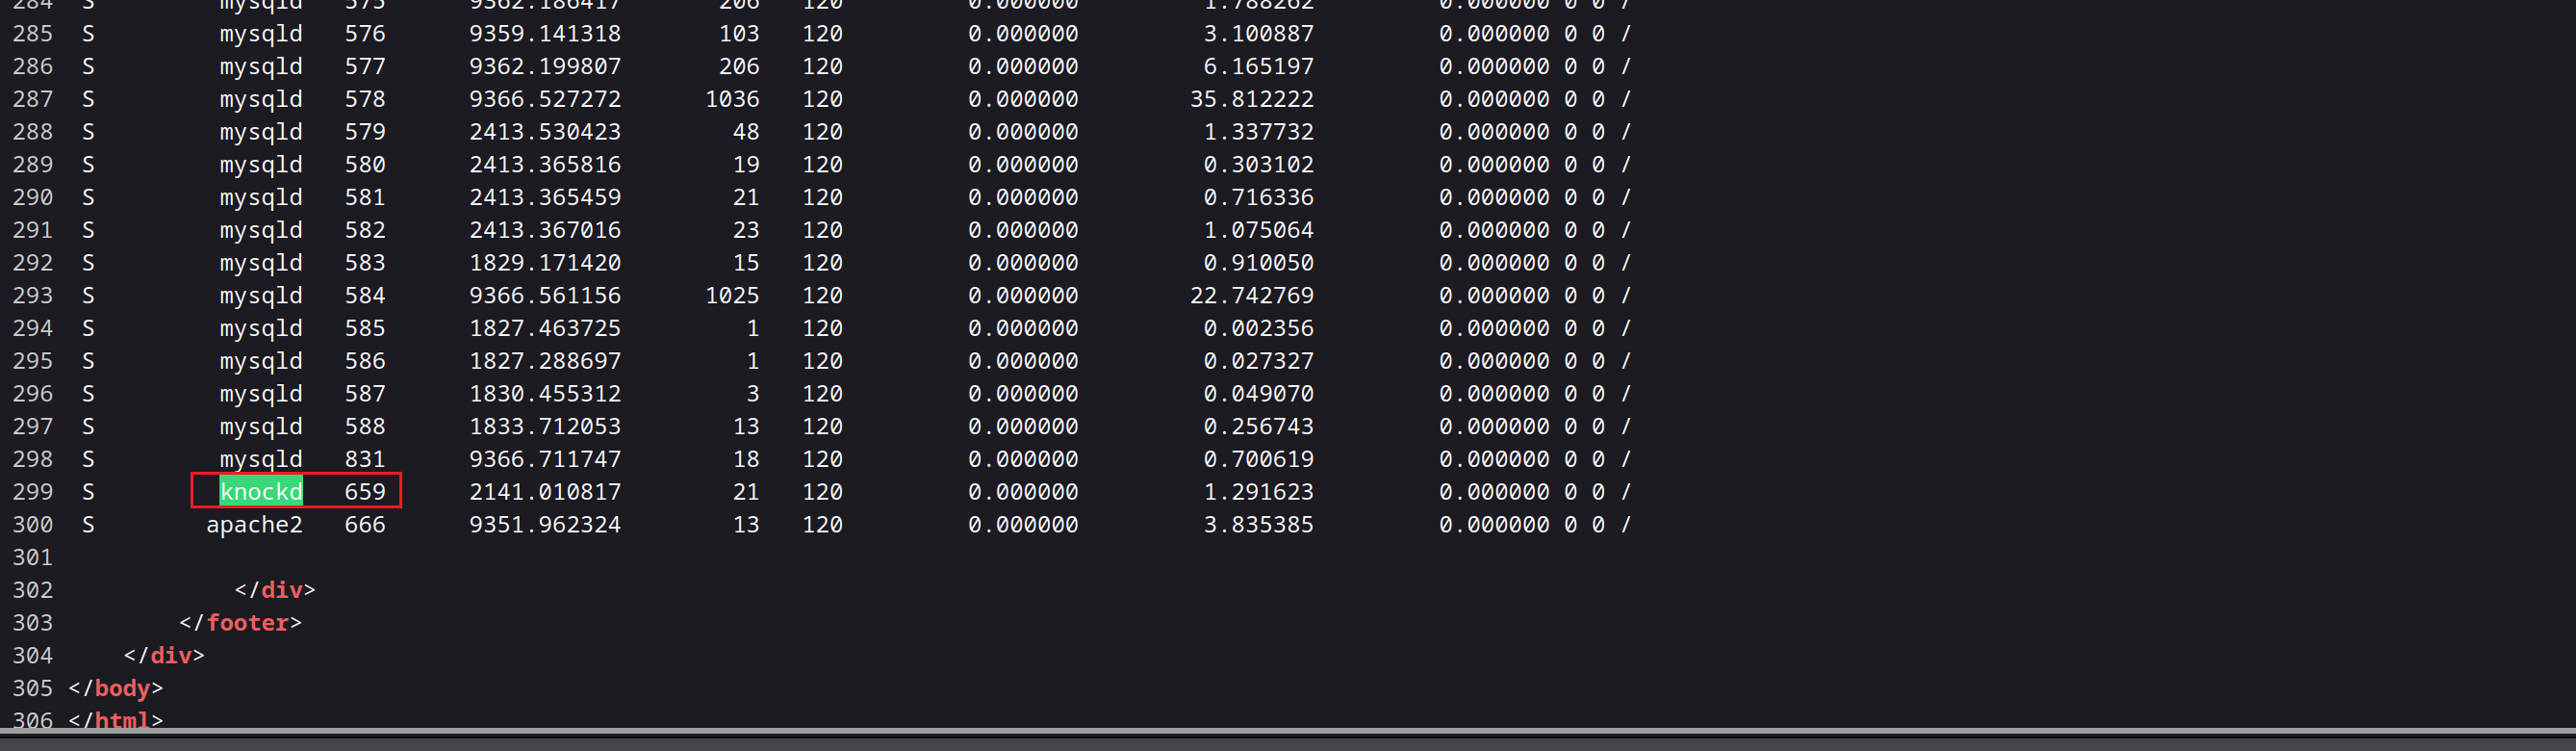 284 S mysqld 575 9362.186417 206 120 0.000000 1.788262 0.000000 0 0 /
285 S mysqld 576 9359.141318 103 120 0.000000 3.100887 0.000000 0 0 /
286 S mysqld 577 9362.199807 206 120 0.000000 6.165197 0.000000 0 0 /
287 S mysqld 578 9366.527272 1036 120 0.000000 35.812222 0.000000 0 0 /
288 S mysqld 579 2413.530423 48 120 0.000000 1.337732 0.000000 0 0 /
289 S mysqld 580 2413.365816 19 120 0.000000 0.303102 0.000000 0 0 /
290 S mysqld 581 2413.365459 21 120 0.000000 0.716336 0.000000 0 0 /
291 S mysqld 582 2413.367016 23 120 0.000000 1.075064 0.000000 0 0 /
292 S mysqld 583 1829.171420 15 120 0.000000 0.910050 0.000000 0 0 /
293 S mysqld 584 9366.561156 1025 120 0.000000 22.742769 0.000000 0 0 /
294 S mysqld 585 1827.463725 1 120 0.000000 0.002356 0.000000 0 0 /
295 S mysqld 586 1827.288697 1 120 0.000000 0.027327 0.000000 0 0 /
296 S mysqld 587 1830.455312 3 120 0.000000 0.049070 0.000000 0 0 /
297 S mysqld 588 1833.712053 13 120 0.000000 0.256743 0.000000 0 0 /
298 S mysqld 831 9366.711747 18 120 0.000000 0.700619 0.000000 0 0 /
299 S knockd 659 2141.010817 21 120 0.000000 1.291623 0.000000 0 0 /
300 S apache2 666 9351.962324 13 120 0.000000 3.835385 0.000000 0 0 /
301
302 </div>
303 </footer>
304 </div>
305 </body>
306 </html>